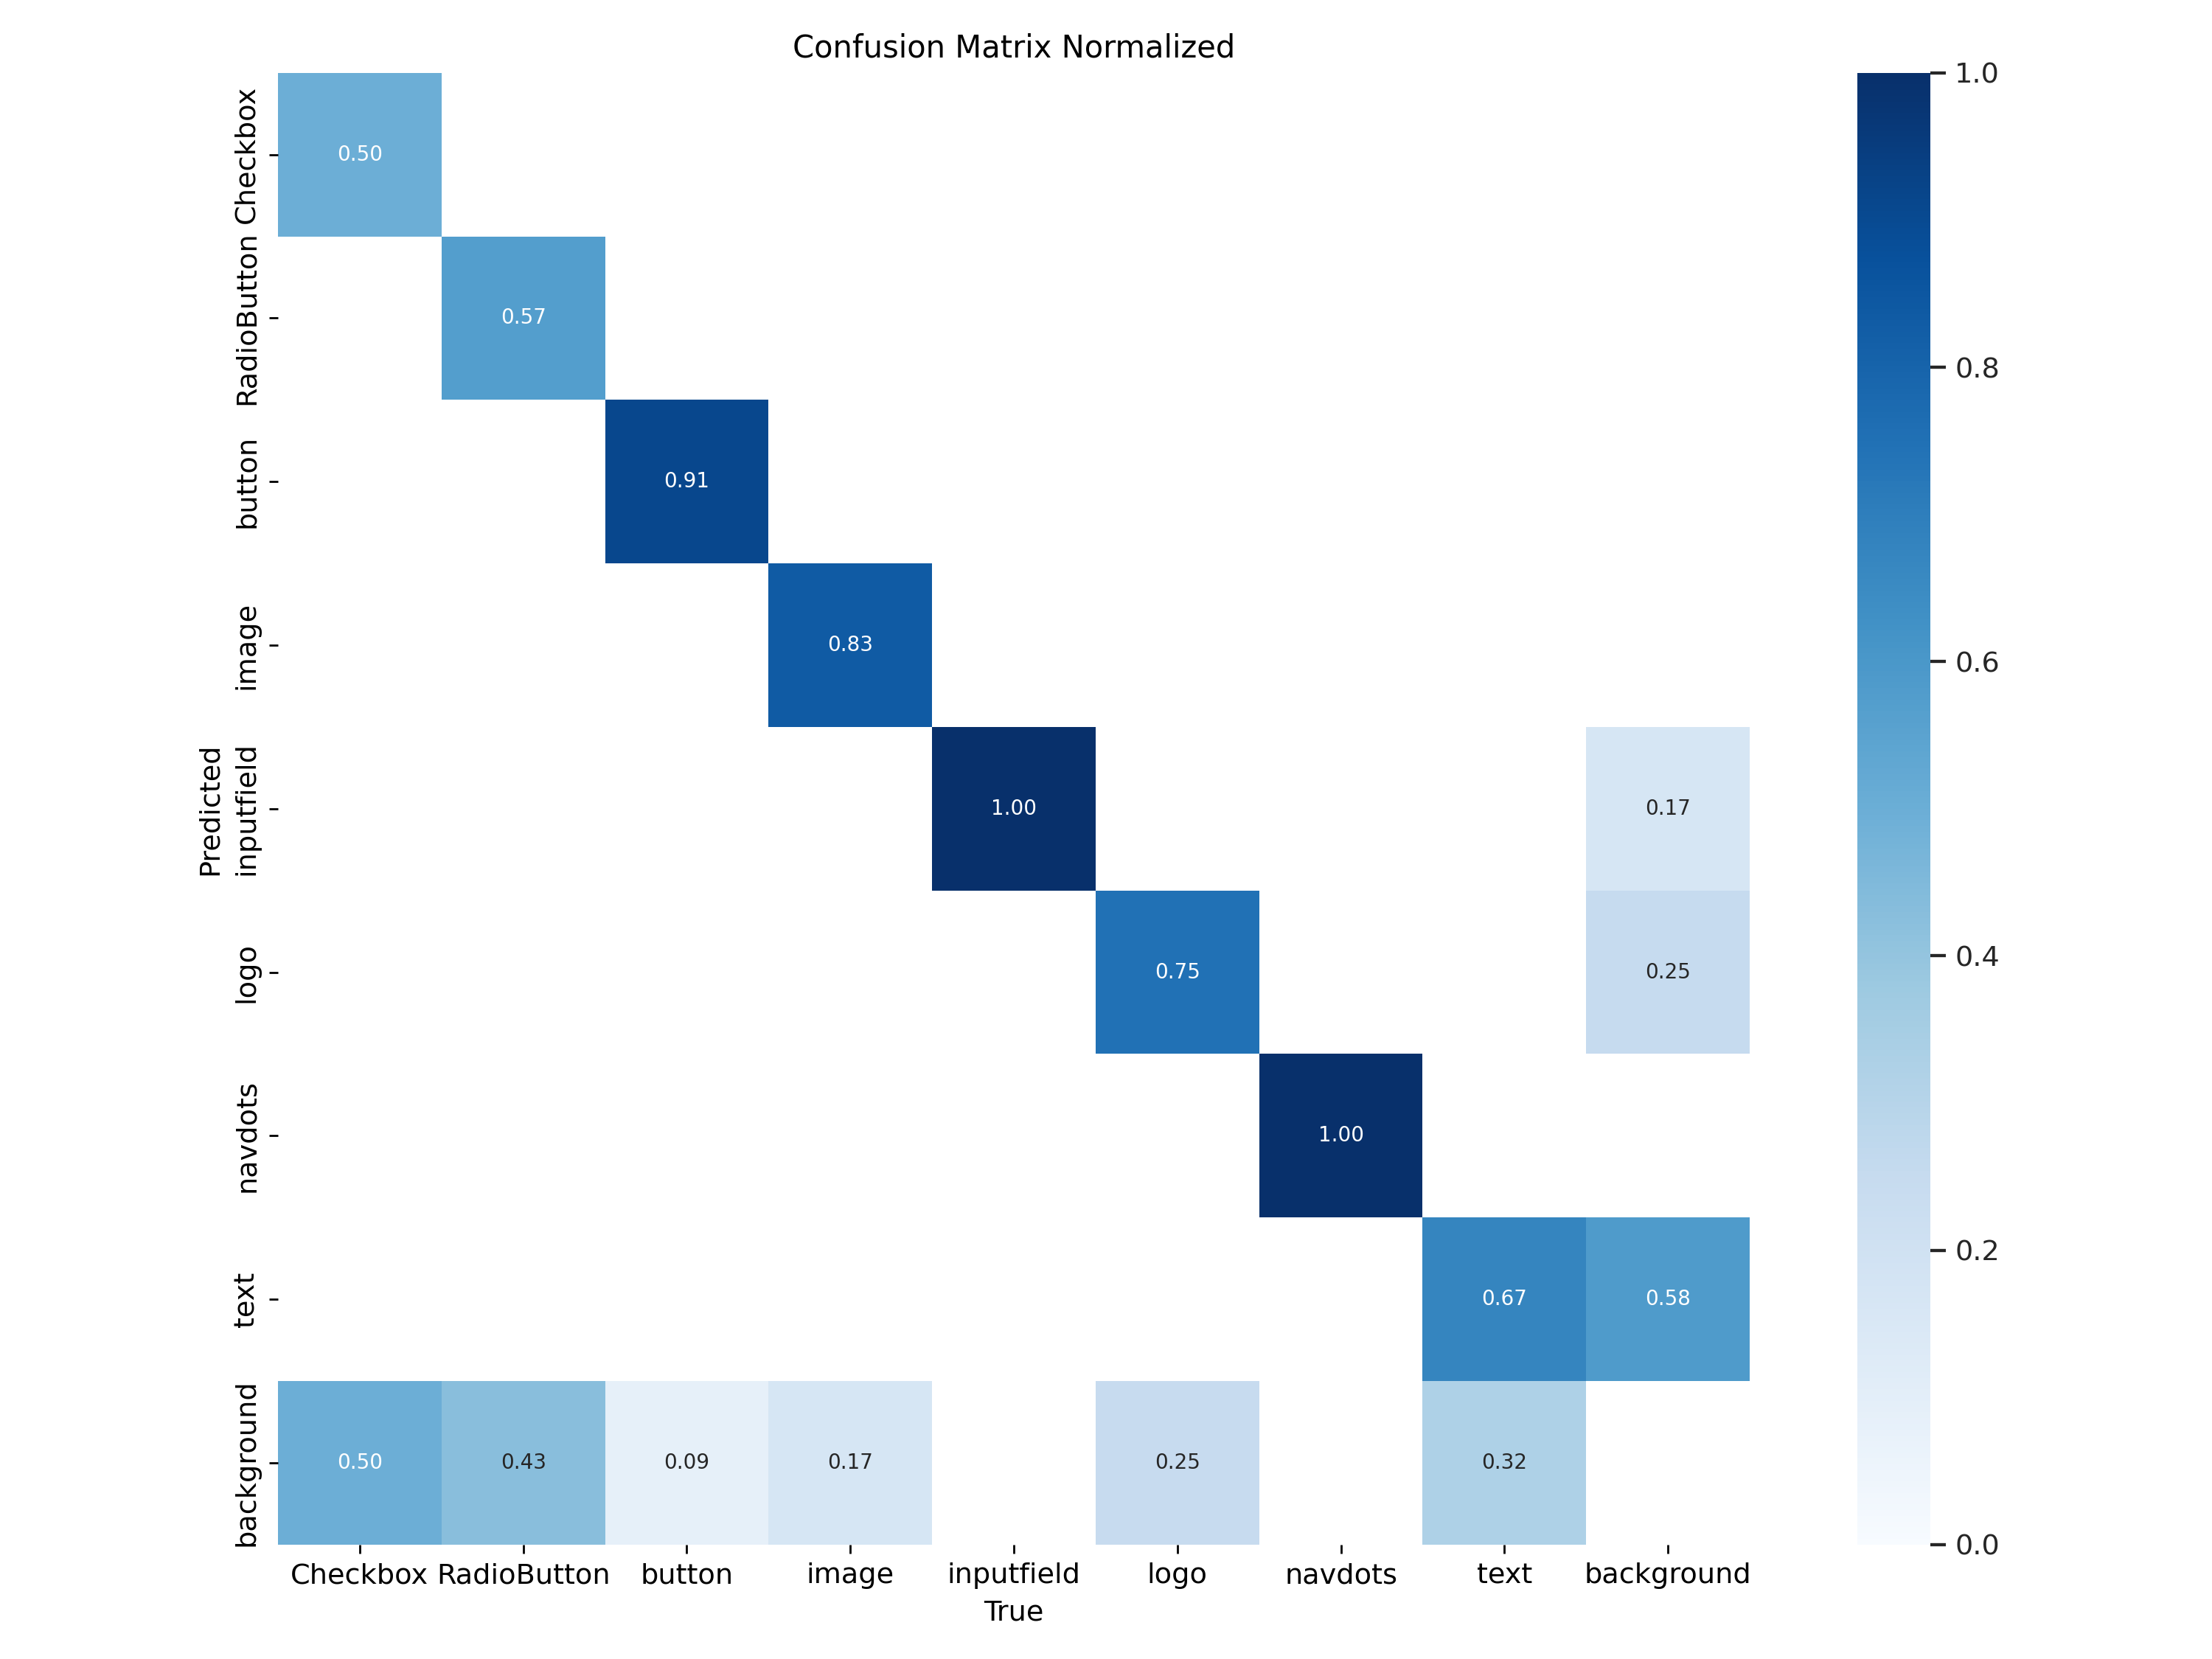 Confusion Matrix Normalized
Predicted
Checkbox
RadioButton
button
image
inputfield
logo
navdots
text
background
0.50
0.57
0.91
0.83
1.00 0.17
0.75 0.25
1.00
0.67 0.58
0.50 0.43 0.09 0.17 0.25 0.32
Checkbox RadioButton button image inputfield logo navdots text background
True
1.0
0.8
0.6
0.4
0.2
0.0